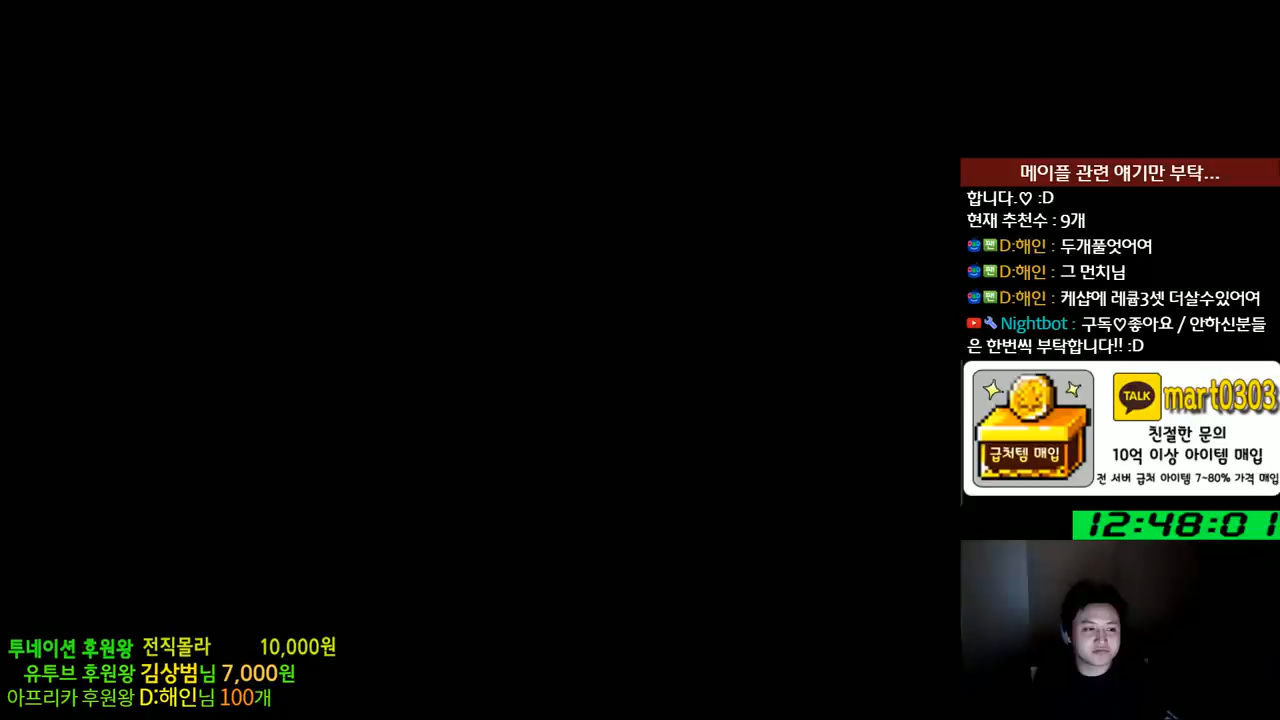 메이플 관련 얘기만 부탁...
합니다.♡ :D
현재 추천수 : 9개
팬 D:해인 : 두개풀엇어여
팬 D:해인 : 그 먼치님
팬 D:해인 : 케샵에 레큠3셋 더살수있어여
Nightbot : 구독♡좋아요 / 안하신분들
은 한번씩 부탁합니다!! :D
TALK mart0303
친절한 문의
급처템 매입
10억 이상 아이템 매입
전 서버 급처 아이템 7~80% 가격 매입
12:48:01
투네이션 후원왕 전직몰라 10,000원
유투브 후원왕 김상범님 7,000원
아프리카 후원왕 D:해인님 100개